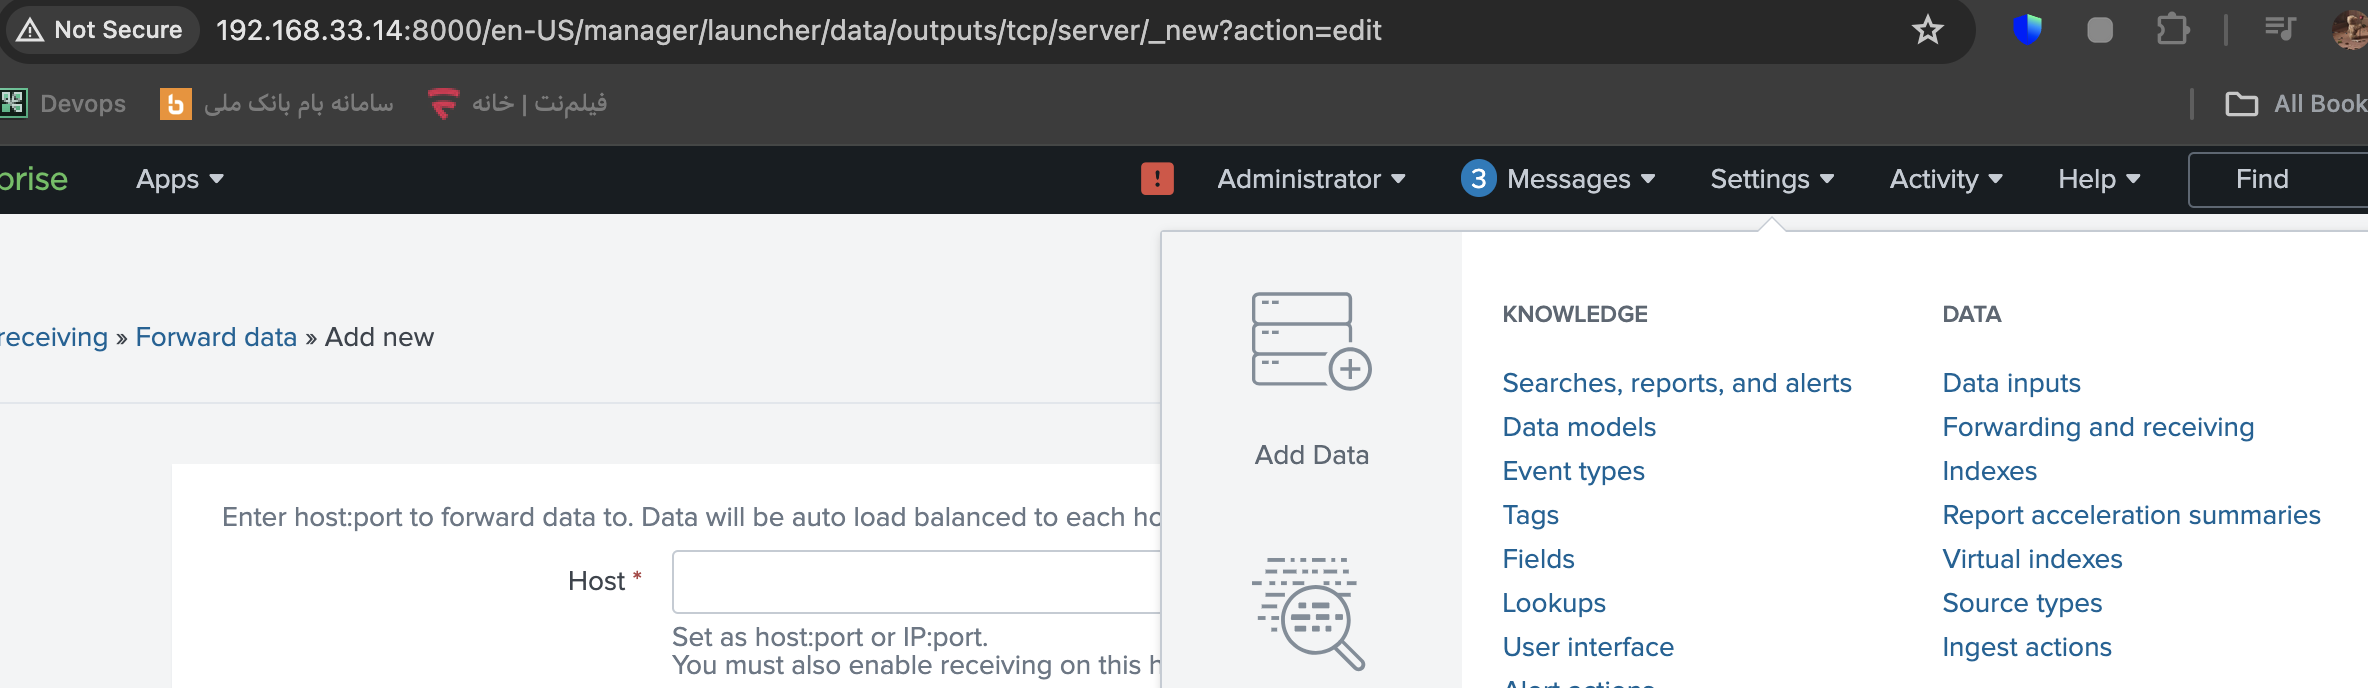 Not Secure 192.168.33.14:8000/en-US/manager/launcher/data/outputs/tcp/server/_new?action=edit
Devops سامانه بام بانک ملی فیلم‌نت | خانه All Book
prise Apps ! Administrator 3 Messages Settings Activity Help Find
receiving » Forward data » Add new
Enter host:port to forward data to. Data will be auto load balanced to each ho
Host *
Set as host:port or IP:port.
You must also enable receiving on this h
Add Data
KNOWLEDGE
Searches, reports, and alerts
Data models
Event types
Tags
Fields
Lookups
User interface
Alert actions
DATA
Data inputs
Forwarding and receiving
Indexes
Report acceleration summaries
Virtual indexes
Source types
Ingest actions